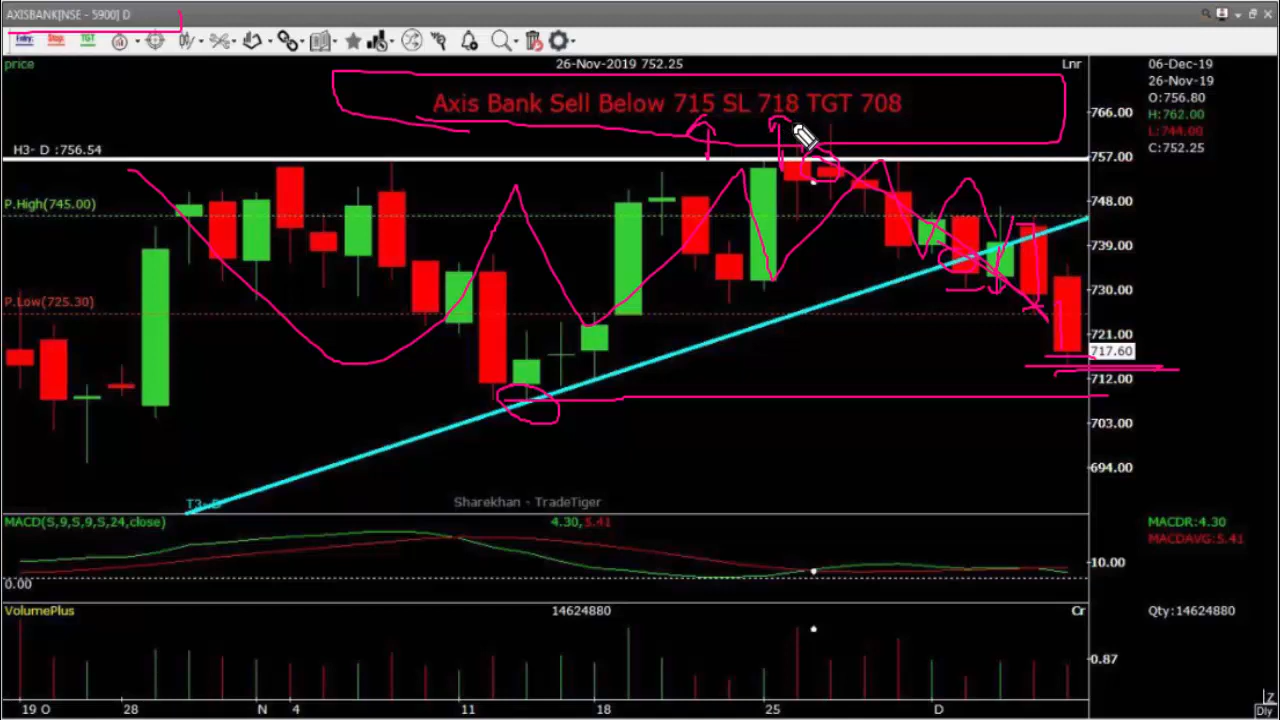 AXISBANK[NSE - 5900] D
Entry Stop TGT
price
26-Nov-2019 752.25
Lnr
06-Dec-19
26-Nov-19
O:756.80
H:762.00
L:744.00
C:752.25
Axis Bank Sell Below 715 SL 718 TGT 708
H3- D :756.54
P.High(745.00)
P.Low(725.30)
766.00
757.00
748.00
739.00
730.00
721.00
717.60
712.00
703.00
694.00
T3-D
Sharekhan - TradeTiger
MACD(S,9,S,9,S,24,close)
4.30,5.41
MACDR:4.30
MACDAVG:5.41
10.00
0.00
VolumePlus
14624880
Cr
Qty:14624880
0.87
19 O 28 N 4 11 18 25 D
Dly